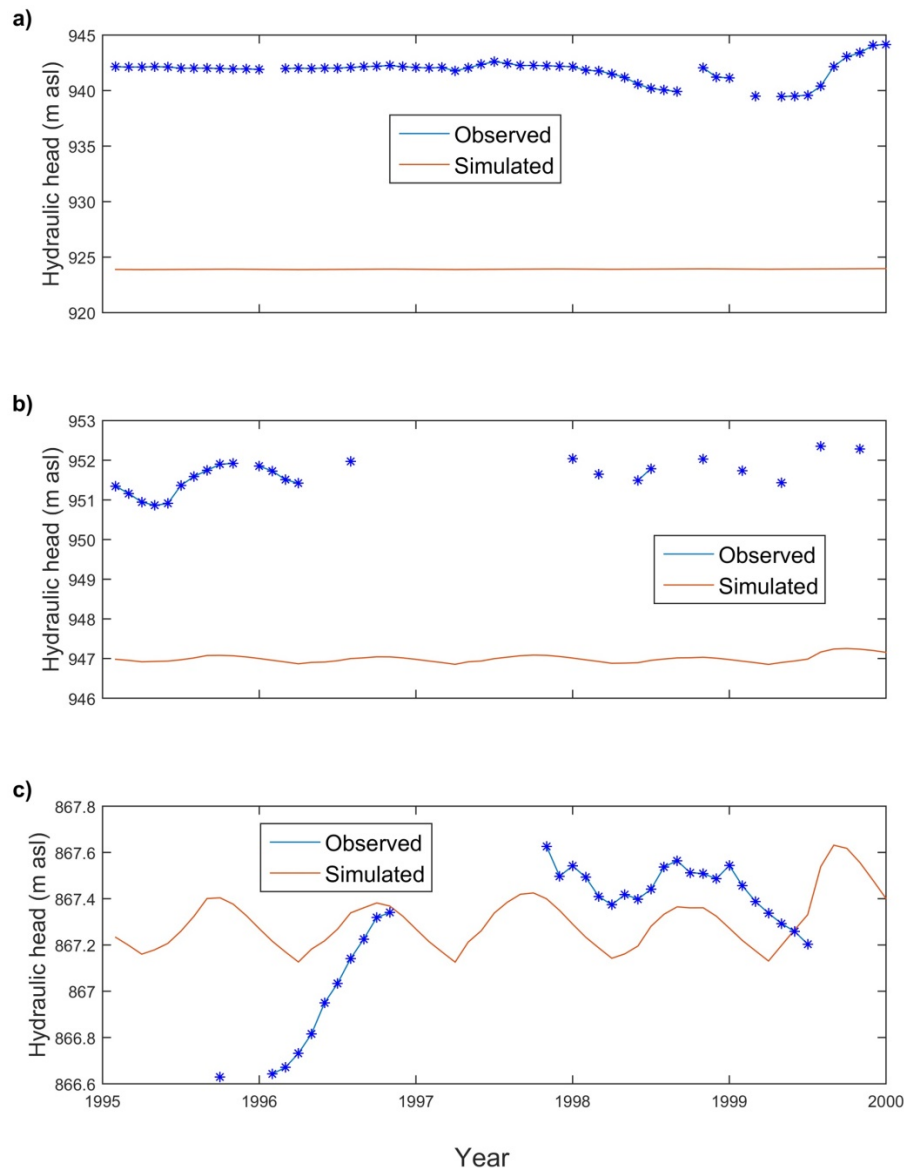 a)
Hydraulic head (m asl)
945
940
935
930
925
920
Observed
Simulated
b)
Hydraulic head (m asl)
953
952
951
950
949
948
947
946
Observed
Simulated
c)
Hydraulic head (m asl)
867.8
867.6
867.4
867.2
867
866.8
866.6
Observed
Simulated
1995 1996 1997 1998 1999 2000
Year